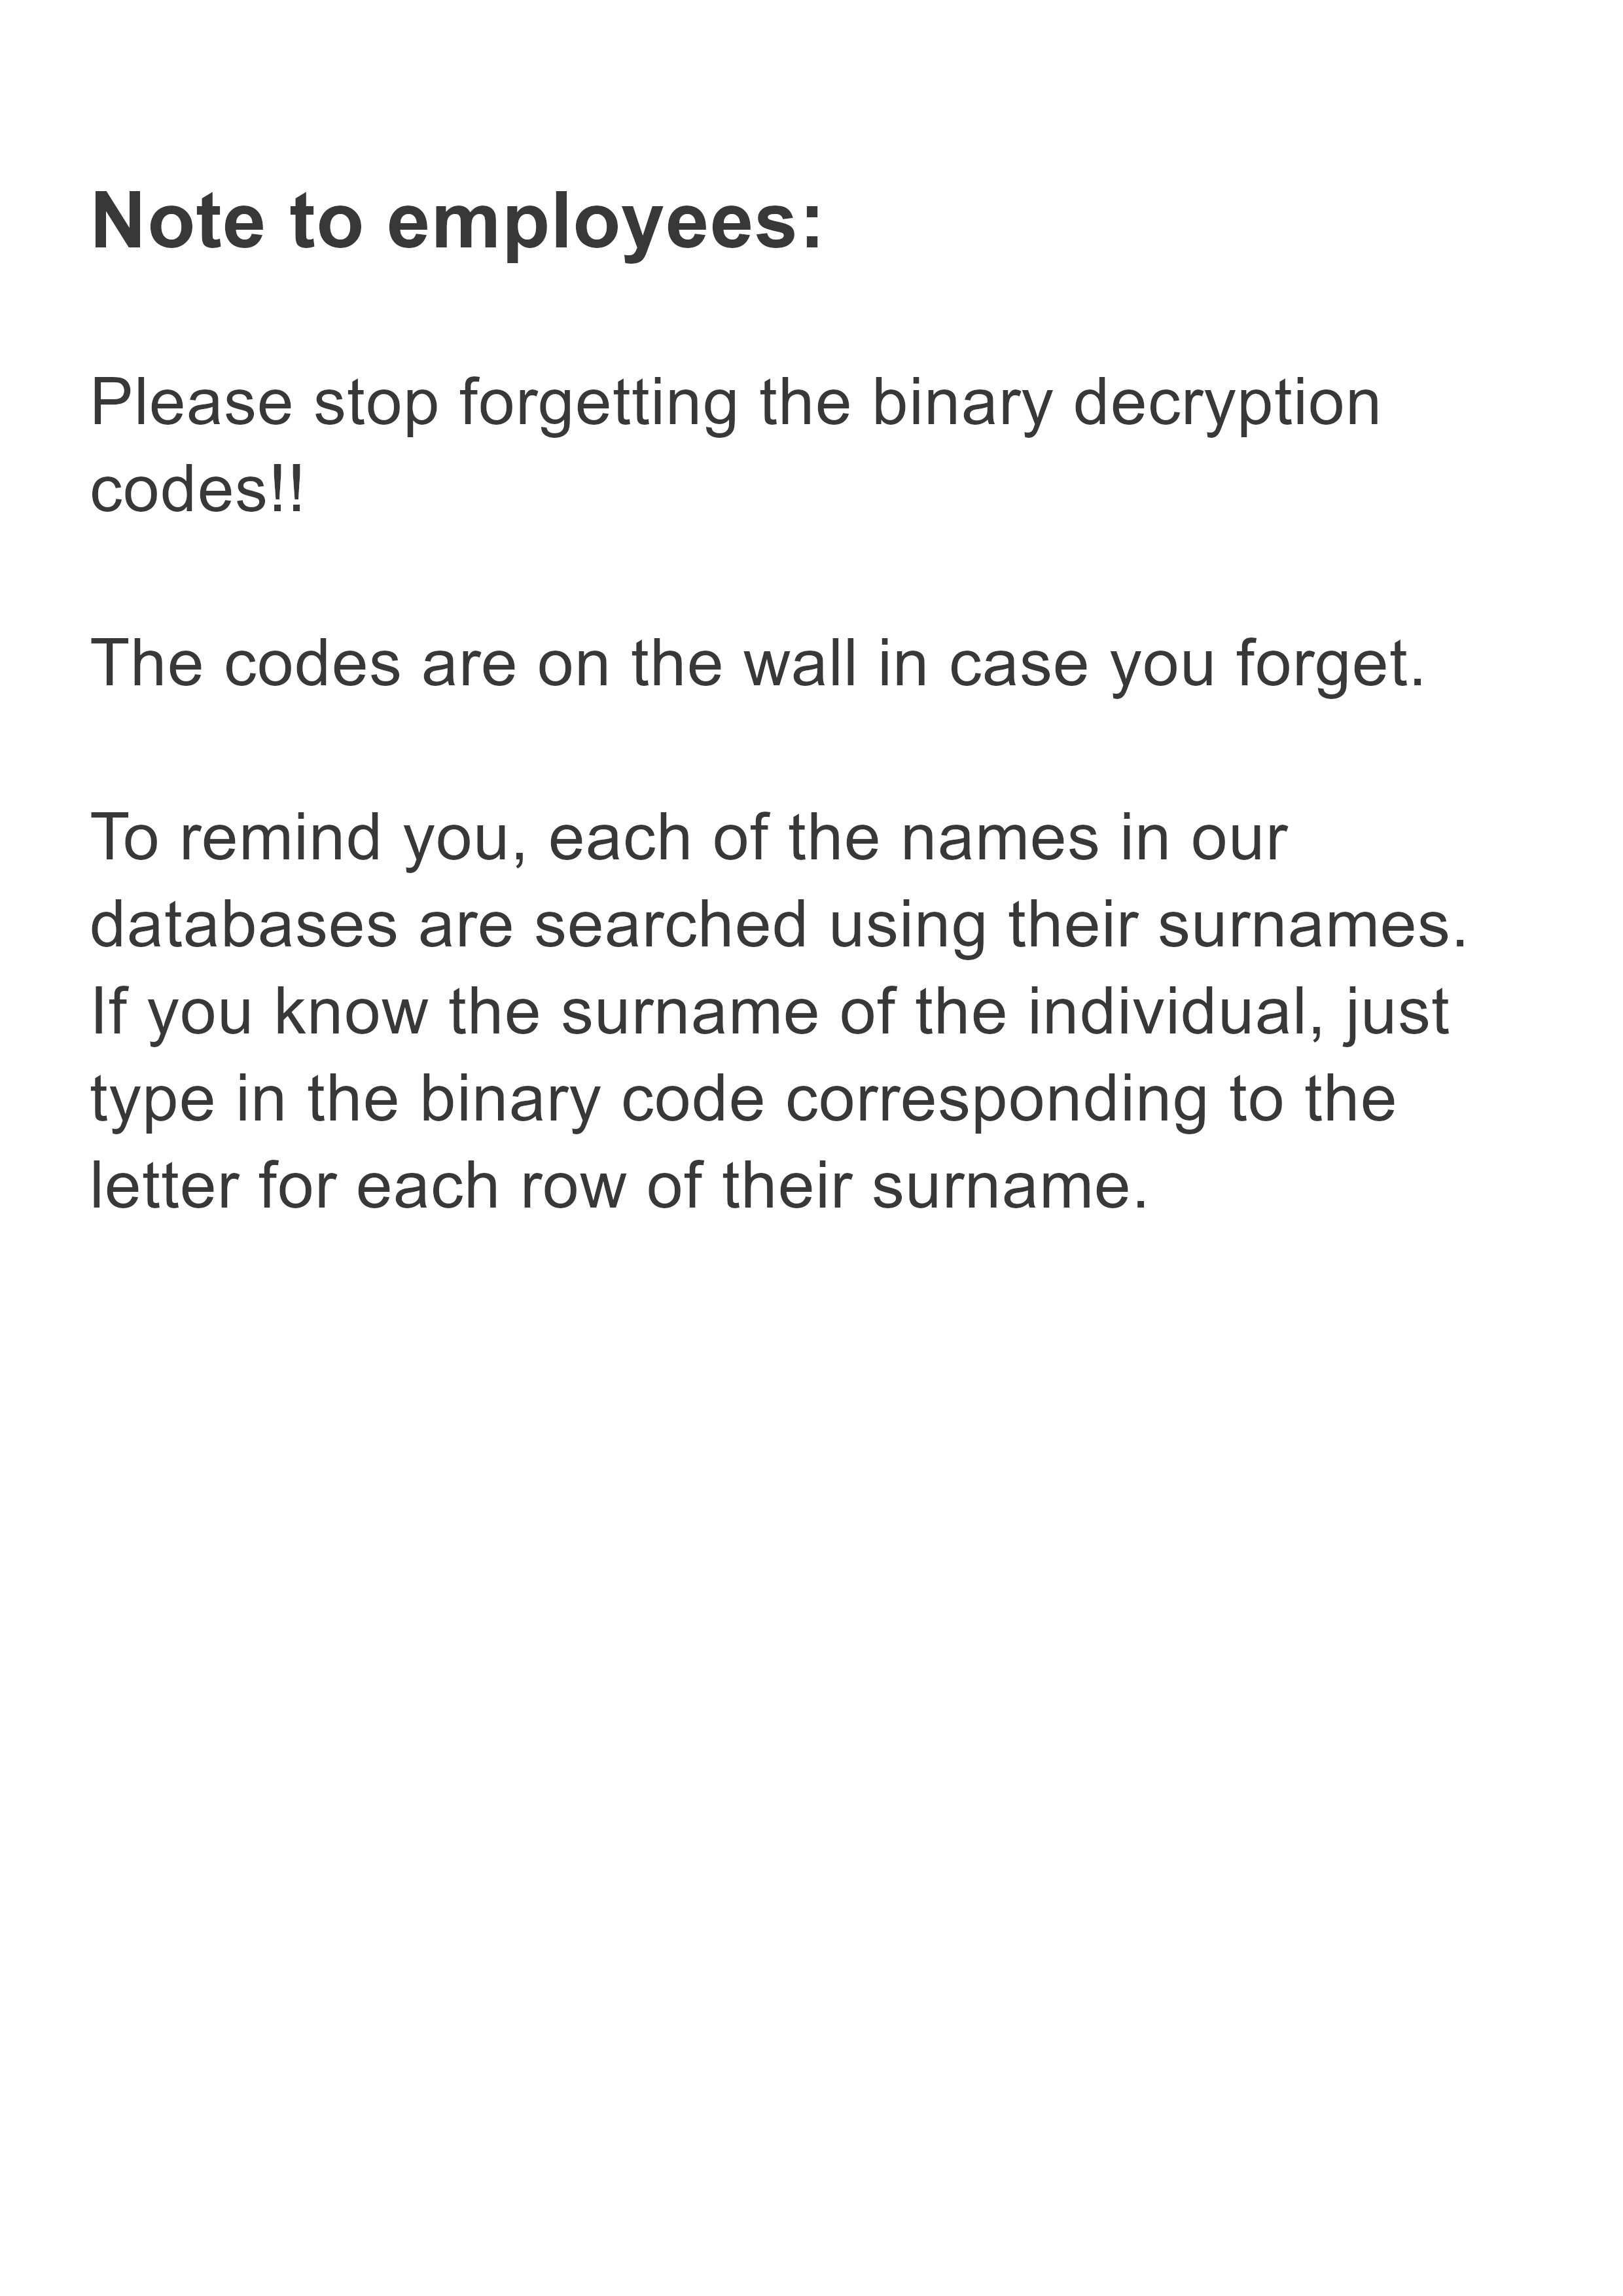 Note to employees:
Please stop forgetting the binary decryption
codes!!
The codes are on the wall in case you forget.
To remind you, each of the names in our
databases are searched using their surnames.
If you know the surname of the individual, just
type in the binary code corresponding to the
letter for each row of their surname.